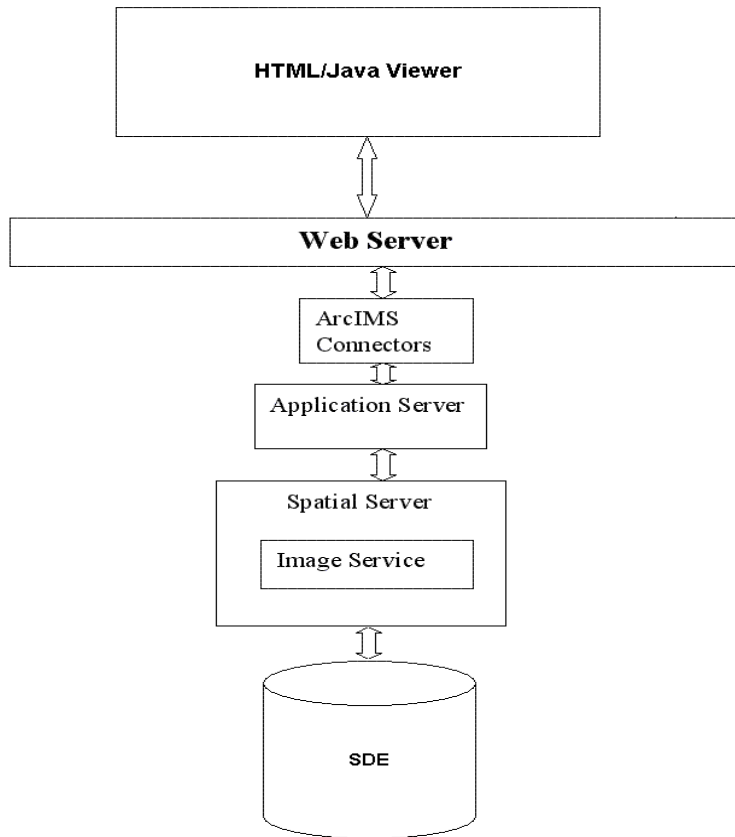 HTML/Java Viewer
Web Server
ArcIMS
Connectors
Application Server
Spatial Server
Image Service
SDE